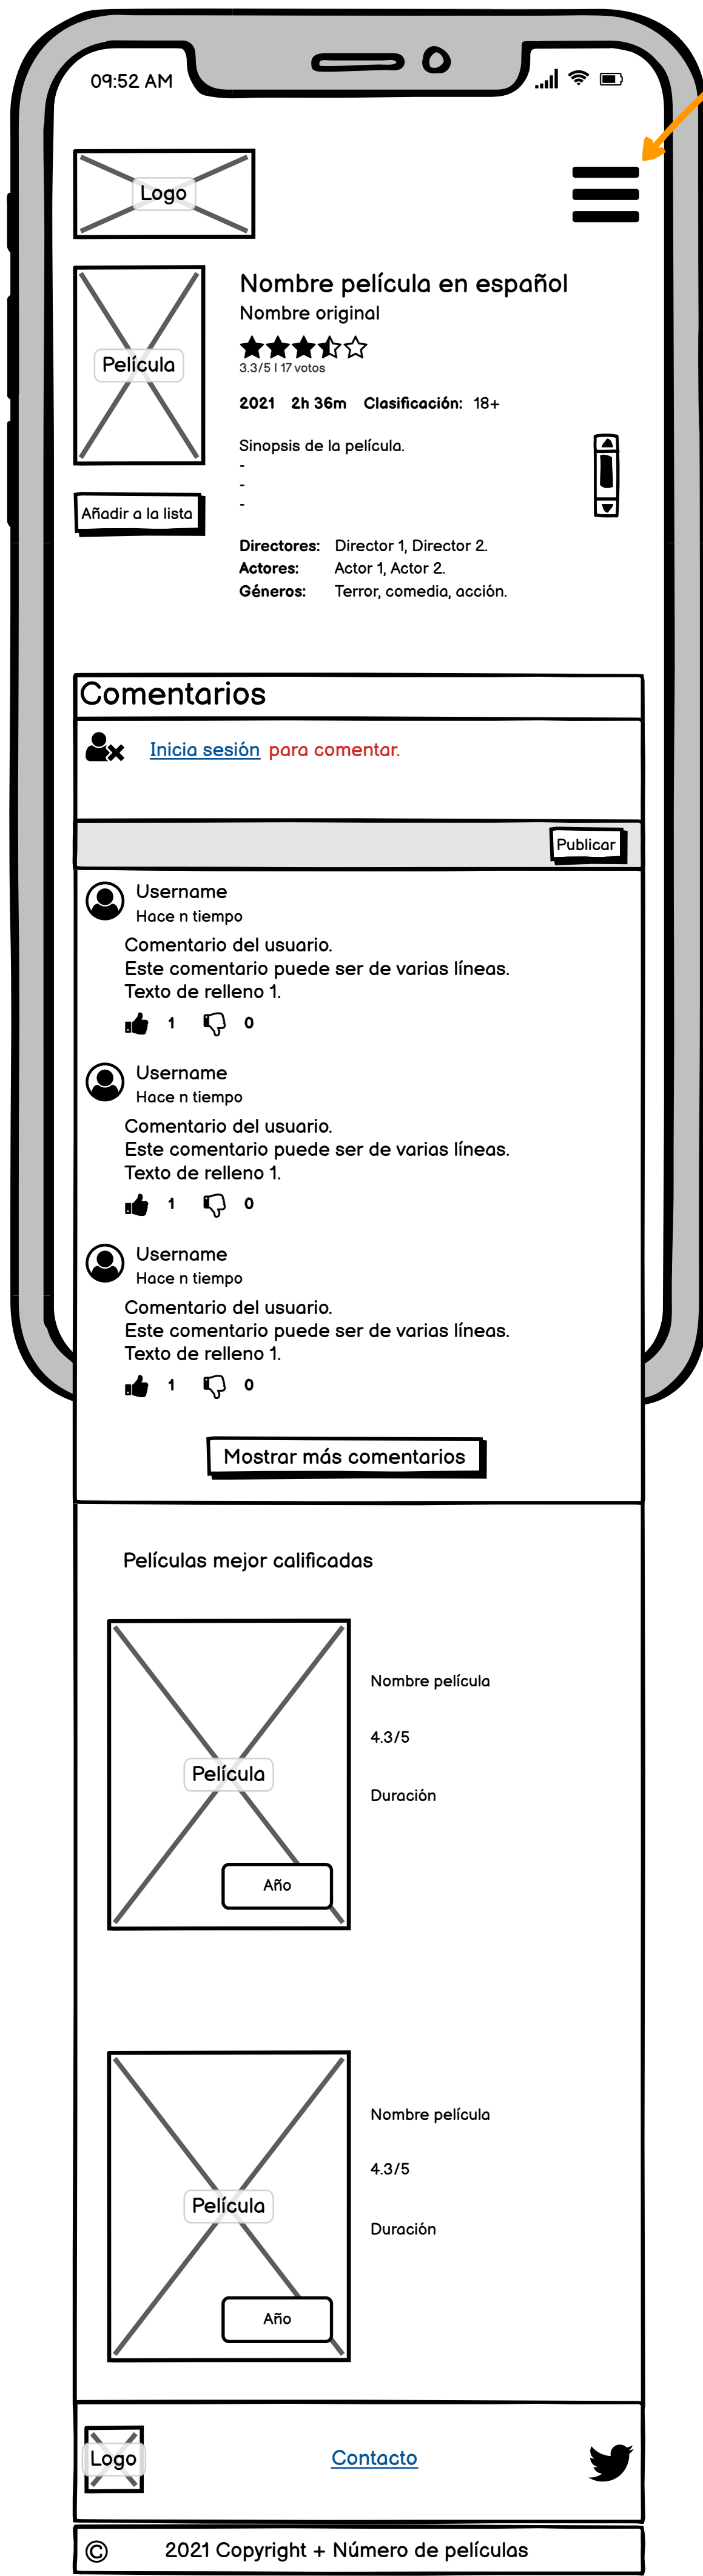 09:52 AM
Logo
Nombre película en español
Nombre original
Película
3.3/5 | 17 votos
2021 2h 36m Clasificación: 18+
Sinopsis de la película.
-
-
-
Añadir a la lista
Directores: Director 1, Director 2.
Actores: Actor 1, Actor 2.
Géneros: Terror, comedia, acción.
Comentarios
Inicia sesión para comentar.
Publicar
Username
Hace n tiempo
Comentario del usuario.
Este comentario puede ser de varias líneas.
Texto de relleno 1.
1 0
Username
Hace n tiempo
Comentario del usuario.
Este comentario puede ser de varias líneas.
Texto de relleno 1.
1 0
Username
Hace n tiempo
Comentario del usuario.
Este comentario puede ser de varias líneas.
Texto de relleno 1.
1 0
Mostrar más comentarios
Películas mejor calificadas
Nombre película
4.3/5
Película
Duración
Año
Nombre película
4.3/5
Película
Duración
Año
Logo
Contacto
© 2021 Copyright + Número de películas